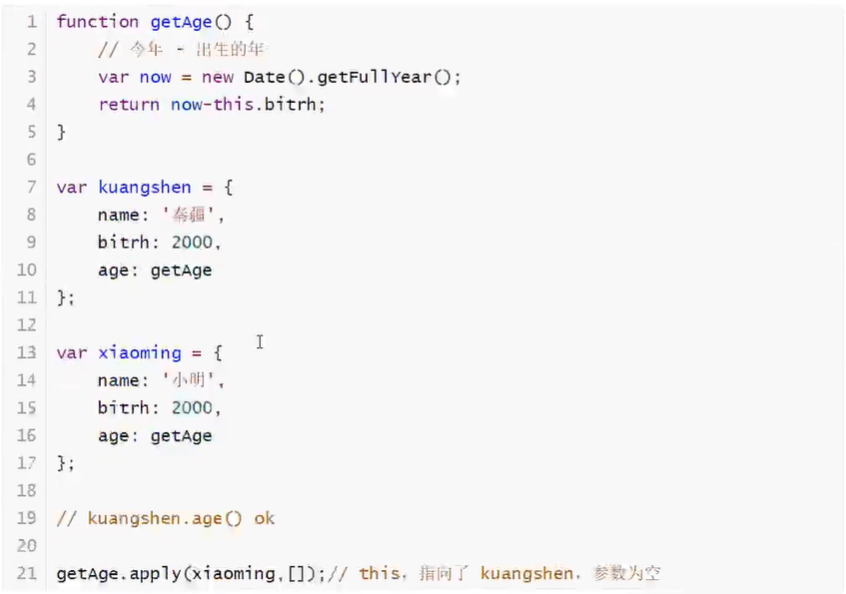 1 function getAge() {
2 // 今年 - 出生的年
3 var now = new Date().getFullYear();
4 return now-this.bitrh;
5 }
6
7 var kuangshen = {
8 name: '秦疆',
9 bitrh: 2000,
10 age: getAge
11 };
12
13 var xiaoming = {
14 name: '小明',
15 bitrh: 2000,
16 age: getAge
17 };
18
19 // kuangshen.age() ok
20
21 getAge.apply(xiaoming,[]);// this，指向了 kuangshen，参数为空